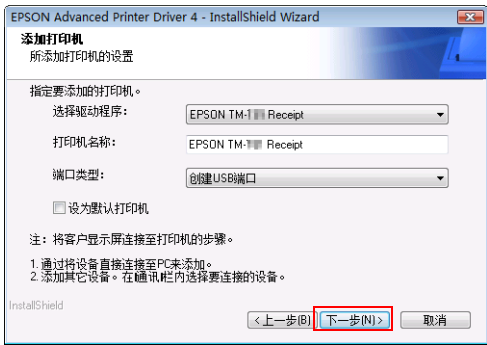 EPSON Advanced Printer Driver 4 - InstallShield Wizard
添加打印机
所添加打印机的设置
指定要添加的打印机。
选择驱动程序： EPSON TM- Receipt
打印机名称： EPSON TM- Receipt
端口类型： 创建USB端口
设为默认打印机
注：将客户显示屏连接至打印机的步骤。
1.通过将设备直接连接至PC来添加。
2.添加其它设备。在[通讯]栏内选择要连接的设备。
InstallShield
<上一步(B) 下一步(N)> 取消